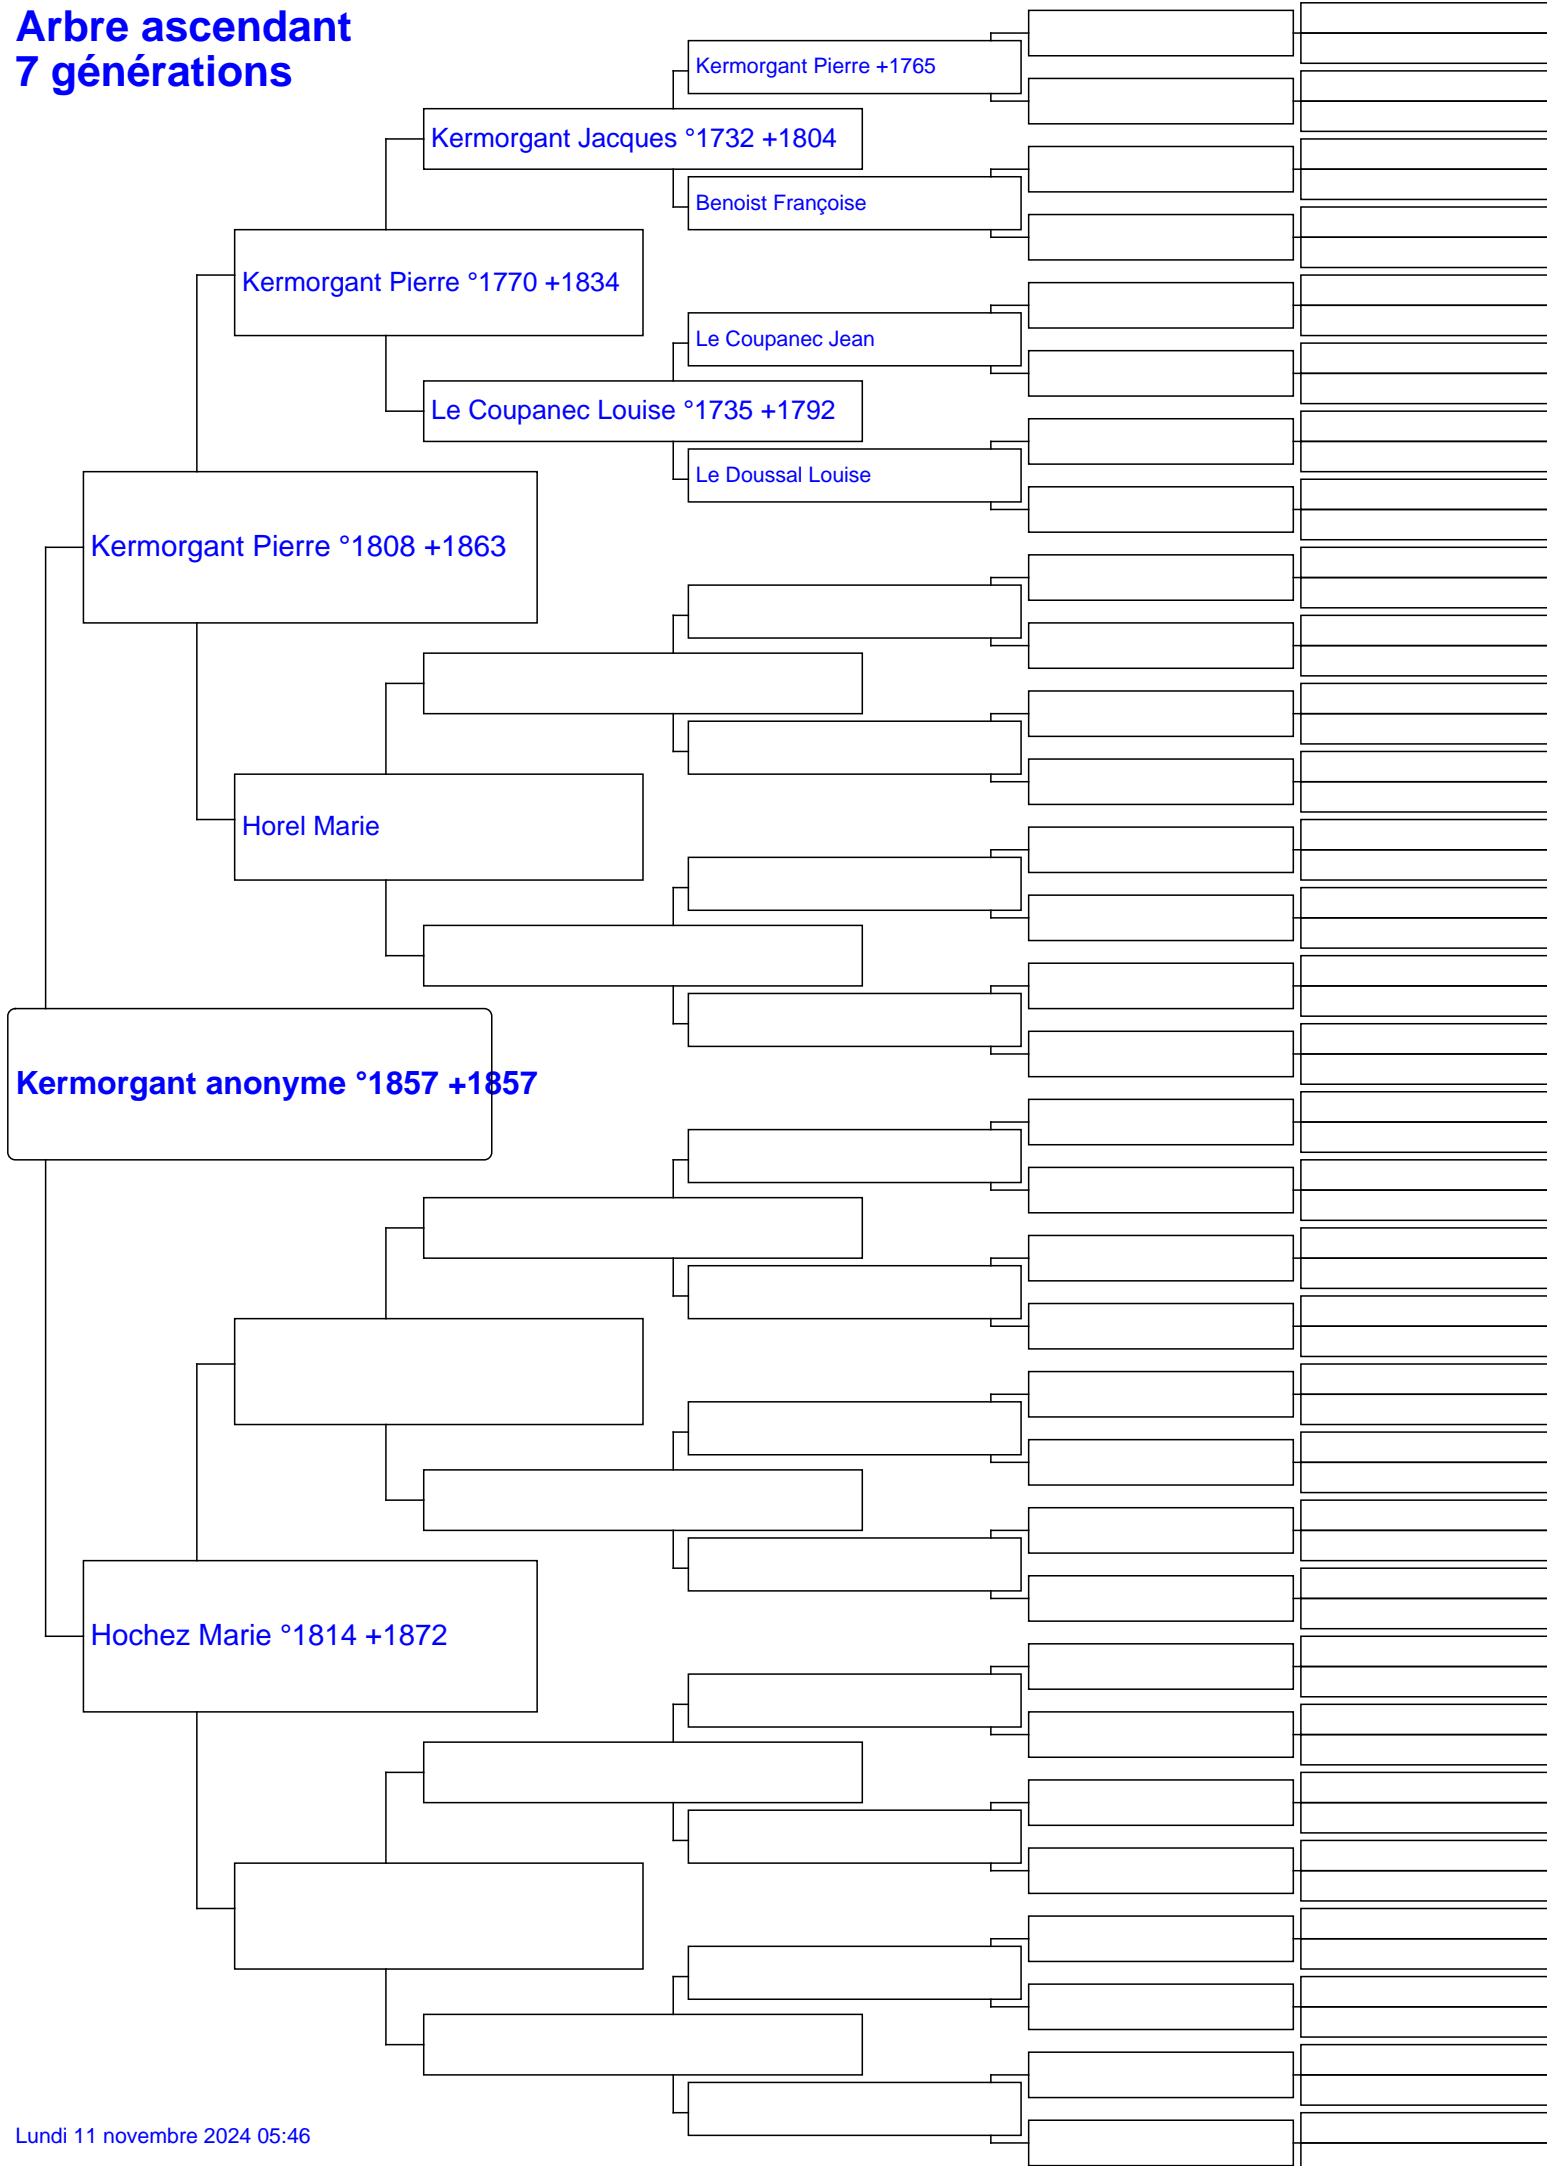 Arbre ascendant
7 générations
Kermorgant Pierre +1765
Kermorgant Jacques °1732 +1804
Benoist Françoise
Kermorgant Pierre °1770 +1834
Le Coupanec Jean
Le Coupanec Louise °1735 +1792
Le Doussal Louise
Kermorgant Pierre °1808 +1863
Horel Marie
Kermorgant anonyme °1857 +1857
Hochez Marie °1814 +1872
Lundi 11 novembre 2024 05:46